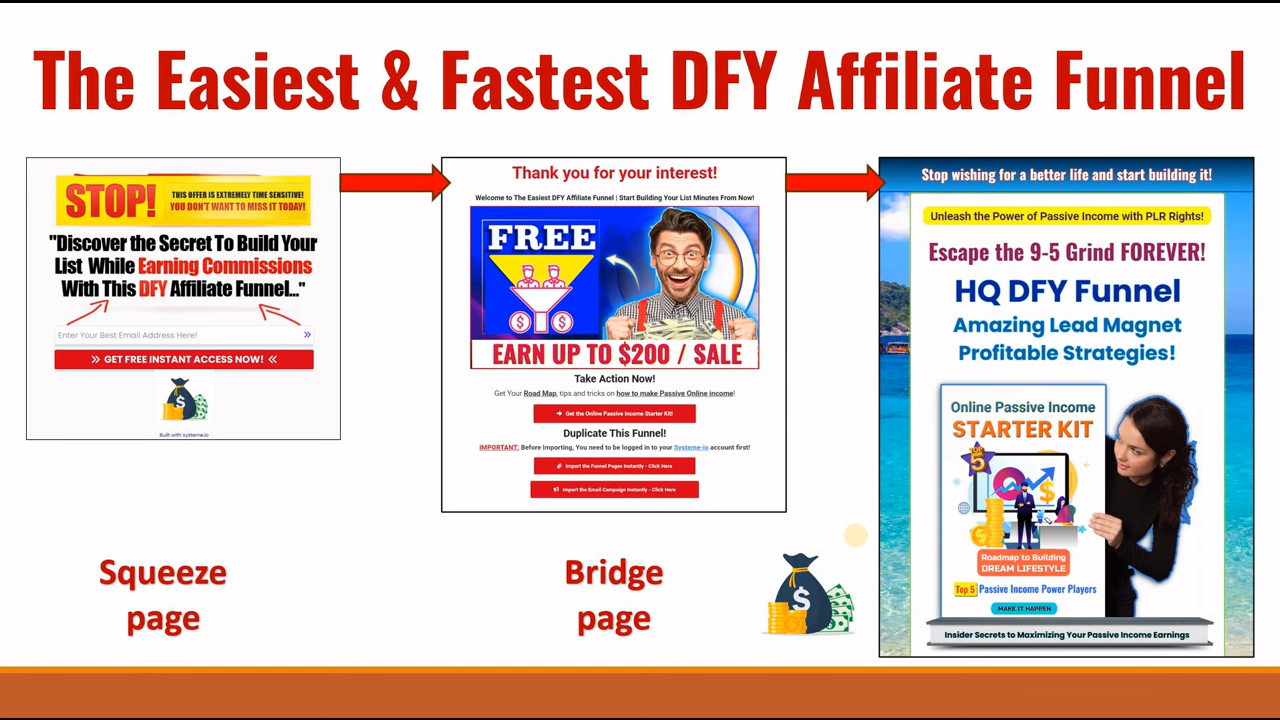 The Easiest & Fastest DFY Affiliate Funnel
STOP!
THIS OFFER IS EXTREMELY TIME SENSITIVE!
YOU DON'T WANT TO MISS IT TODAY!
"Discover the Secret To Build Your
List While Earning Commissions
With This DFY Affiliate Funnel..."
Enter Your Best Email Address Here! »
» GET FREE INSTANT ACCESS NOW! «
$
Built with systeme.io
Squeeze
page
Thank you for your interest!
Welcome to The Easiest DFY Affiliate Funnel | Start Building Your List Minutes From Now!
FREE
$ $
EARN UP TO $200 / SALE
Take Action Now!
Get Your Road Map, tips and tricks on how to make Passive Online income!
Get the Online Passive Income Starter Kit!
Duplicate This Funnel!
IMPORTANT: Before Importing, You need to be logged in to your Systeme-io account first!
Import the Funnel Pages Instantly - Click Here
Import the Email Campaign Instantly - Click Here
Bridge
page
$
Stop wishing for a better life and start building it!
Unleash the Power of Passive Income with PLR Rights!
Escape the 9-5 Grind FOREVER!
HQ DFY Funnel
Amazing Lead Magnet
Profitable Strategies!
Online Passive Income
STARTER KIT
5
$
Roadmap to Building
DREAM LIFESTYLE
Top 5 Passive Income Power Players
MAKE IT HAPPEN
Insider Secrets to Maximizing Your Passive Income Earnings